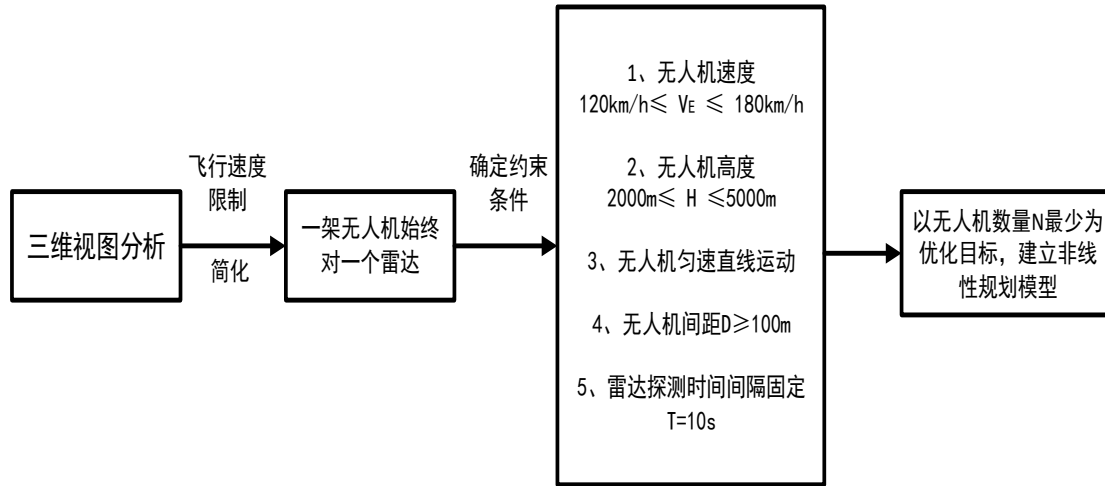 三维视图分析
飞行速度
限制
简化
一架无人机始终
对一个雷达
确定约束
条件
1、无人机速度
120km/h≤ VE ≤ 180km/h
2、无人机高度
2000m≤ H ≤5000m
3、无人机匀速直线运动
4、无人机间距D≥100m
5、雷达探测时间间隔固定
T=10s
以无人机数量N最少为
优化目标，建立非线
性规划模型